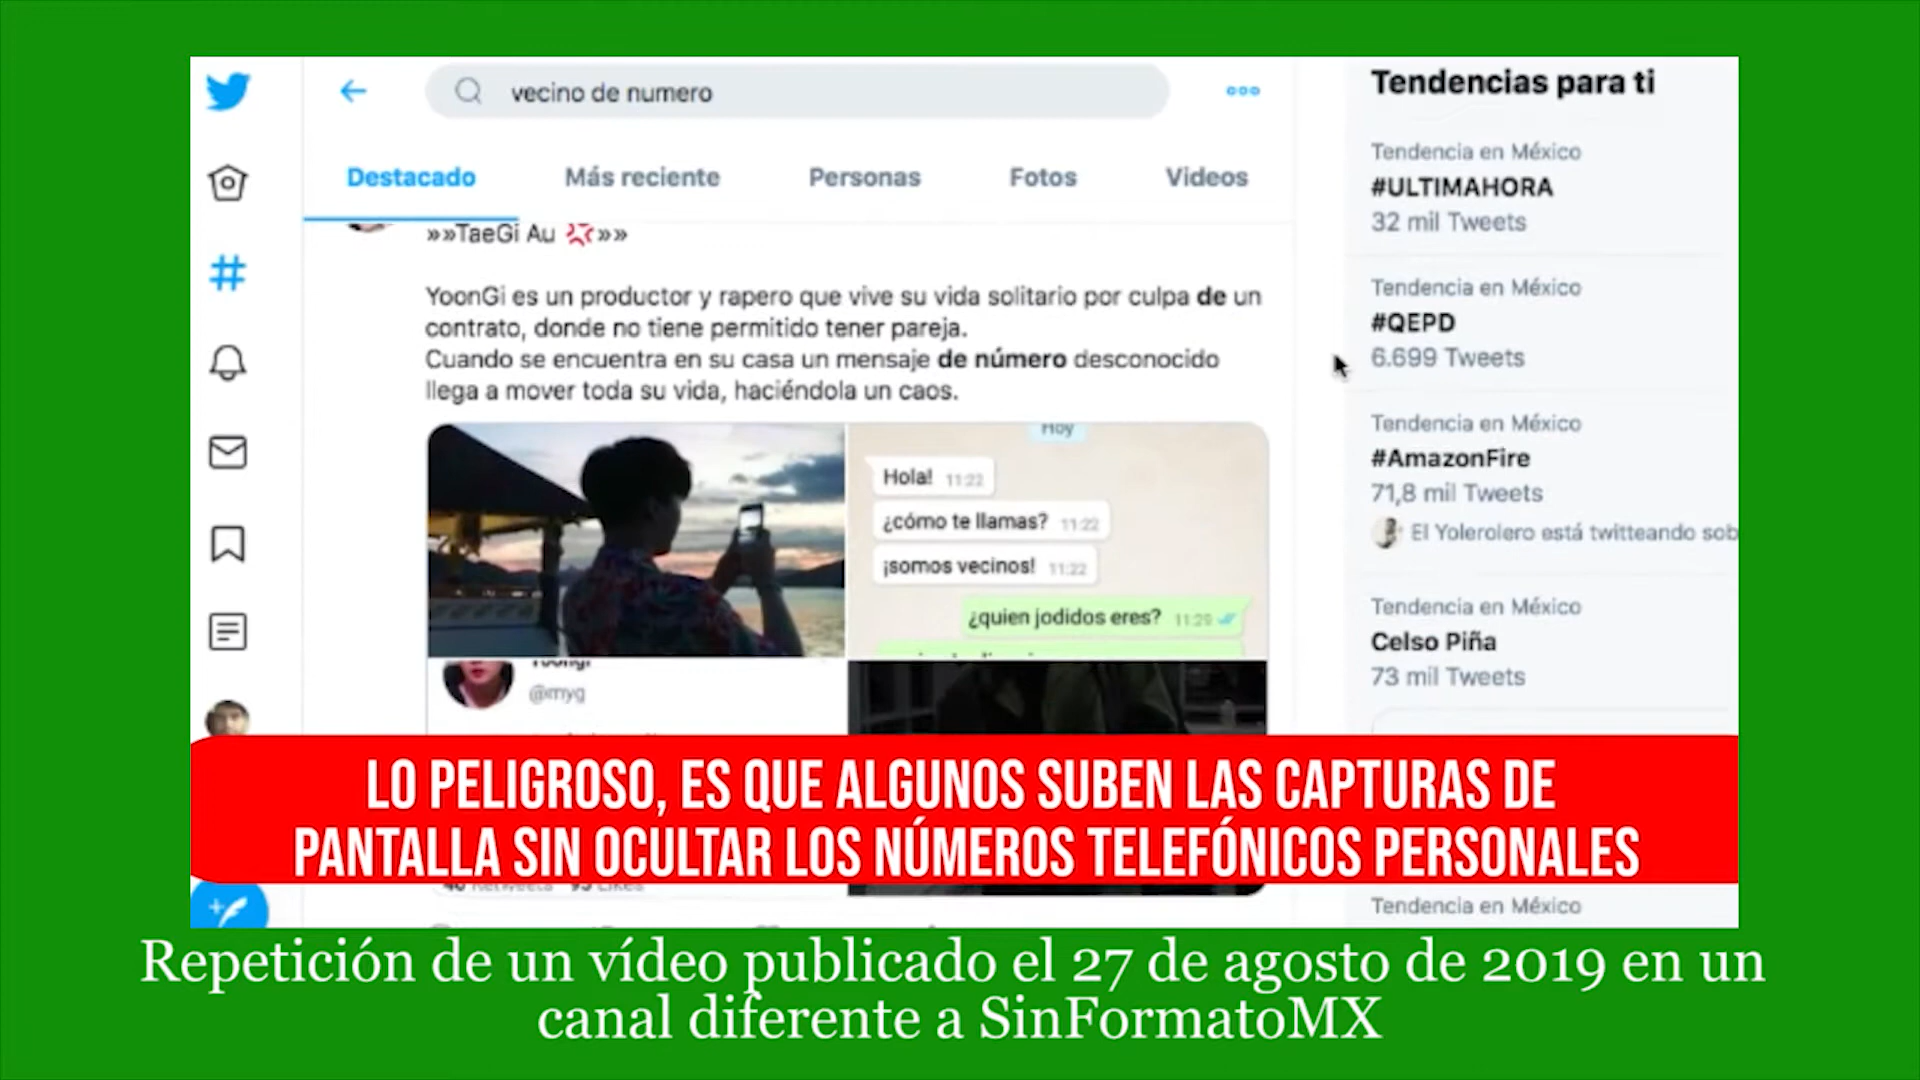 vecino de numero
Destacado
Más reciente
Personas
Fotos
Videos
»»TaeGi Au 💢»»
YoonGi es un productor y rapero que vive su vida solitario por culpa de un
contrato, donde no tiene permitido tener pareja.
Cuando se encuentra en su casa un mensaje de número desconocido
llega a mover toda su vida, haciéndola un caos.
Hoy
Hola! 11:22
¿cómo te llamas? 11:22
¡somos vecinos! 11:22
¿quien jodidos eres? 11:29
Yoongi
@myg
Tendencias para ti
Tendencia en México
#ULTIMAHORA
32 mil Tweets
Tendencia en México
#QEPD
6.699 Tweets
Tendencia en México
#AmazonFire
71,8 mil Tweets
El Yolerolero está twitteando sob
Tendencia en México
Celso Piña
73 mil Tweets
LO PELIGROSO, ES QUE ALGUNOS SUBEN LAS CAPTURAS DE
PANTALLA SIN OCULTAR LOS NÚMEROS TELEFÓNICOS PERSONALES
Tendencia en México
Repetición de un vídeo publicado el 27 de agosto de 2019 en un
canal diferente a SinFormatoMX